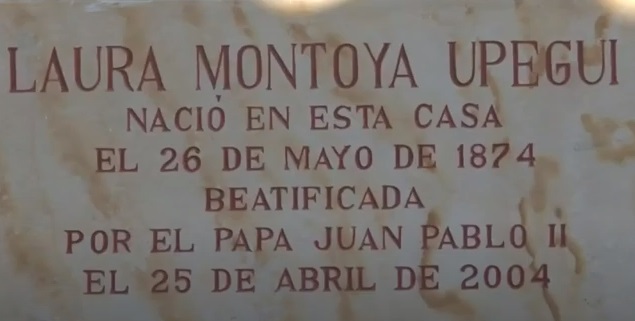 LAURA MONTOYA UPEGUI
NACIÓ EN ESTA CASA
EL 26 DE MAYO DE 1874
BEATIFICADA
POR EL PAPA JUAN PABLO II
EL 25 DE ABRIL DE 2004